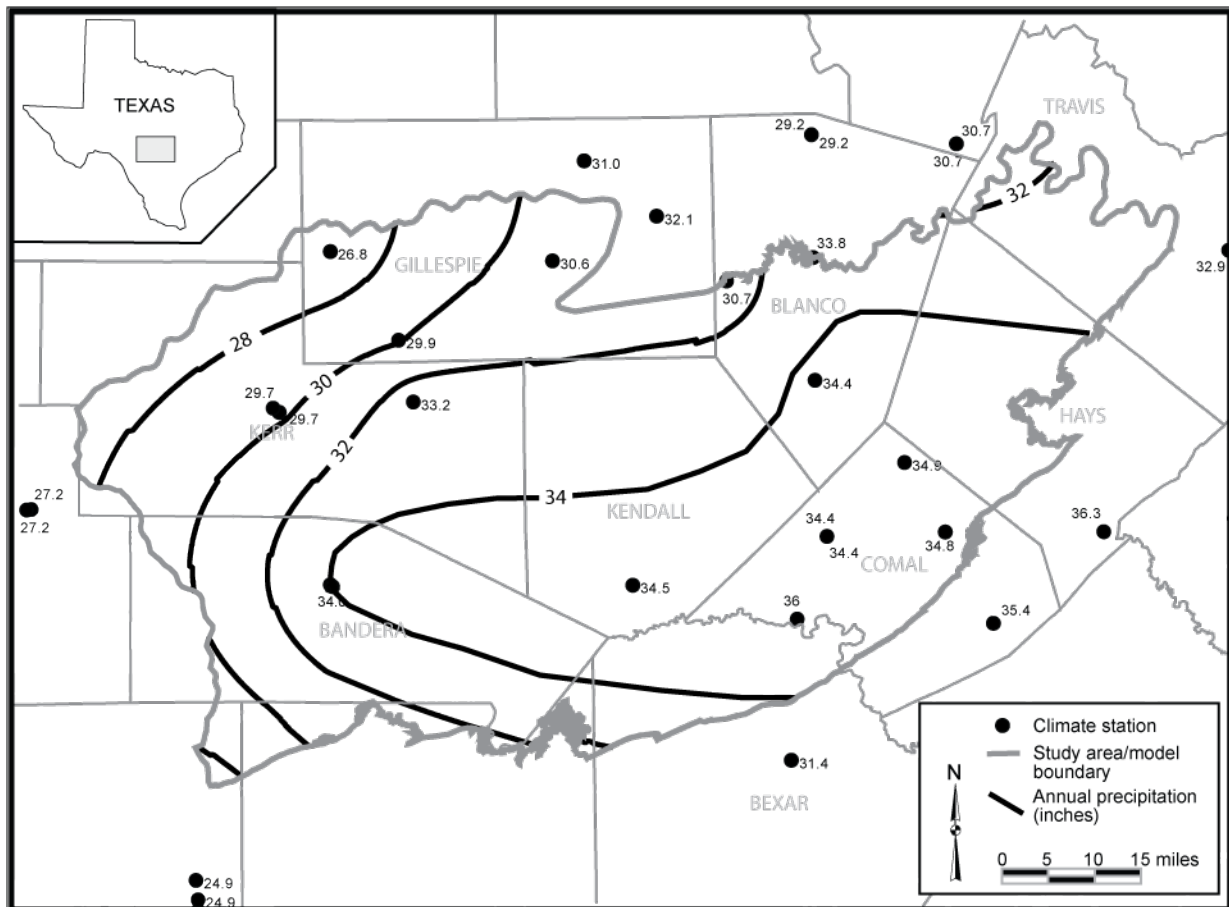 TEXAS
TRAVIS
29.2
29.2
30.7
30.7
31.0
32.1
32
26.8
GILLESPIE
30.6
33.8
32.9
30.7
BLANCO
28
29.9
30
34.4
29.7
29.7
KERR
33.2
HAYS
32
34.9
34
KENDALL
27.2
27.2
34.4
34.4
34.8
36.3
COMAL
34.5
BANDERA
36
35.4
31.4
BEXAR
24.9
24.9
Climate station
Study area/model
boundary
Annual precipitation
(inches)
N
0 5 10 15 miles